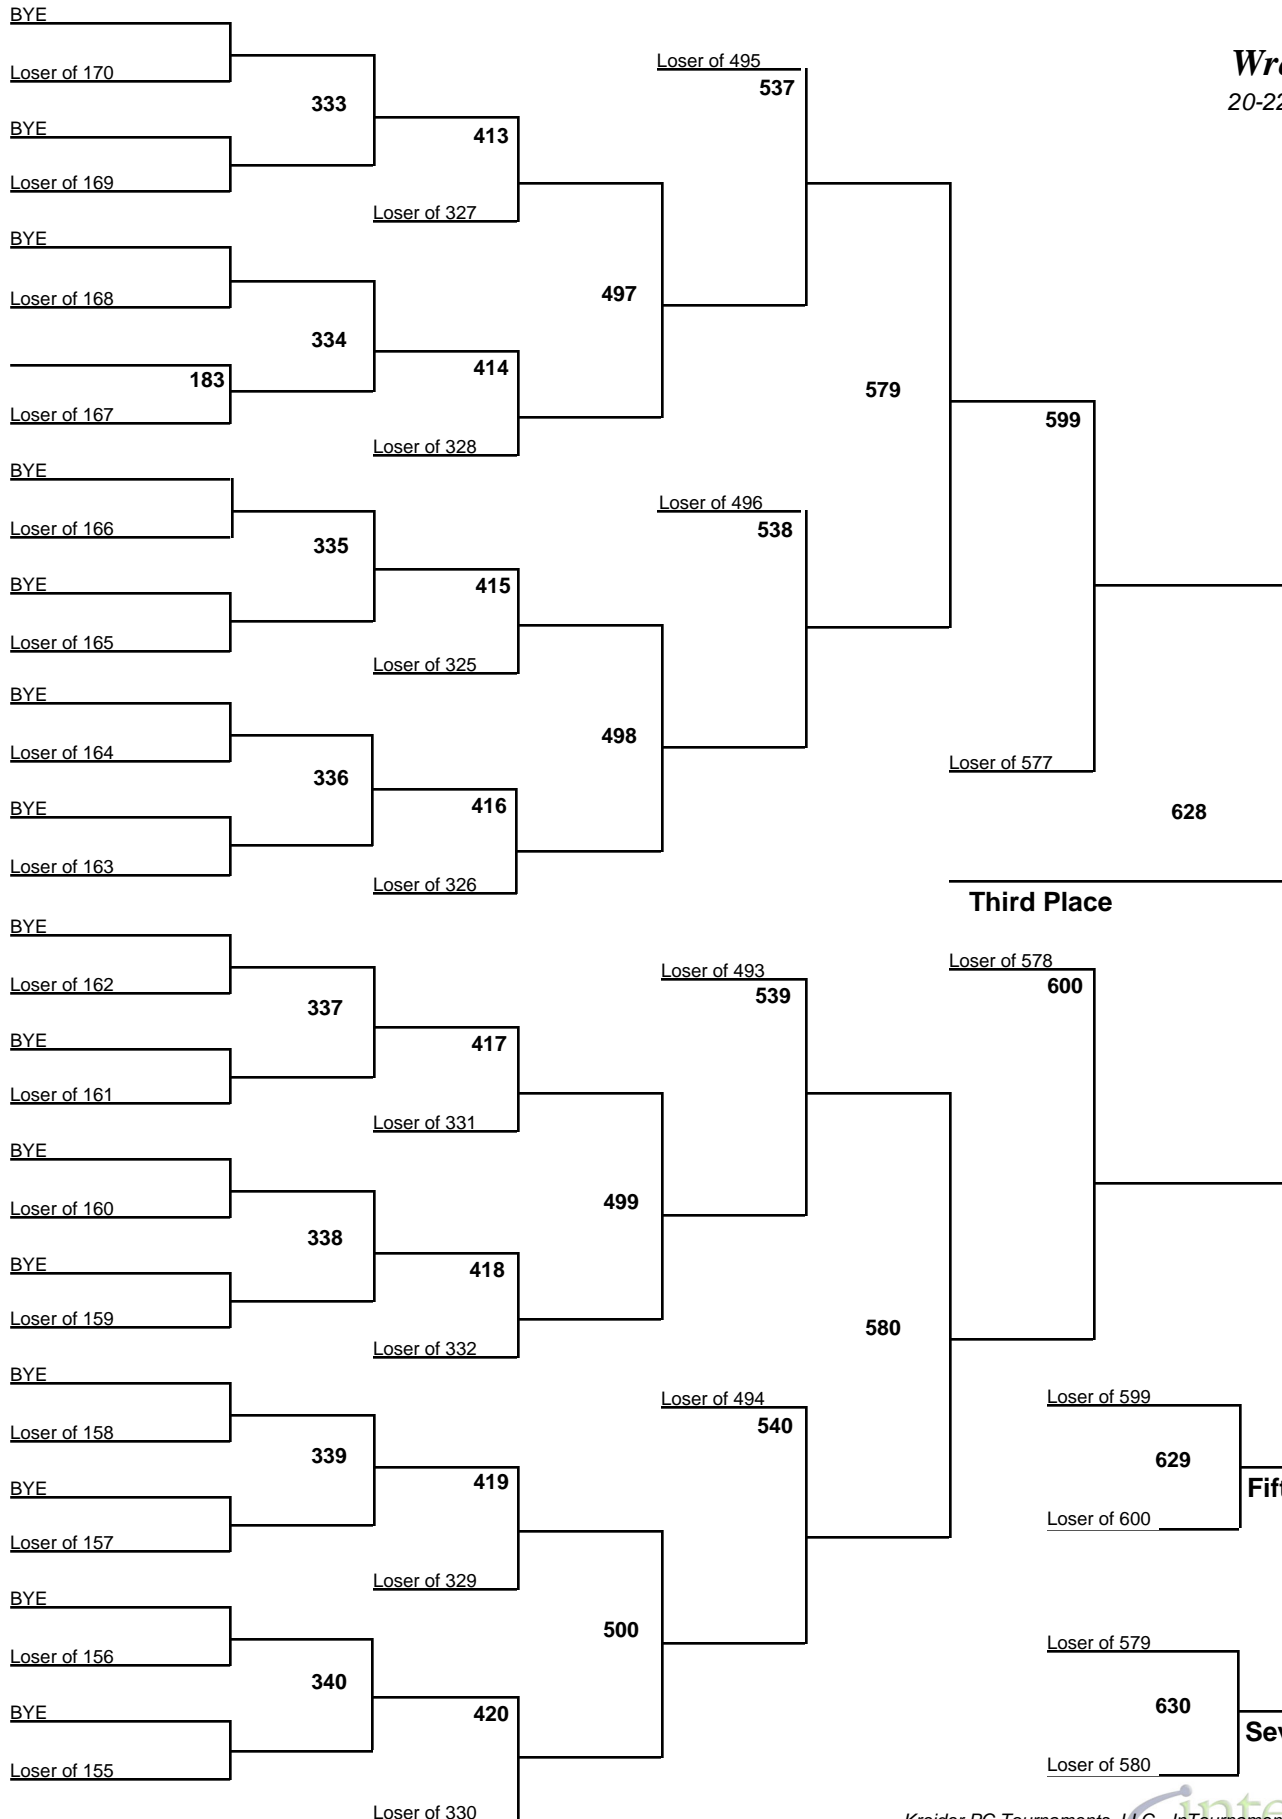 BYE
Loser of 170
333
BYE
Loser of 169
413
Loser of 327
BYE
Loser of 168
334
183
Loser of 167
414
Loser of 328
497
Loser of 495
537
BYE
Loser of 166
335
BYE
Loser of 165
415
Loser of 325
BYE
Loser of 164
336
BYE
Loser of 163
416
Loser of 326
498
Loser of 496
538
579
599
Loser of 577
628
Third Place
BYE
Loser of 162
337
BYE
Loser of 161
417
Loser of 331
BYE
Loser of 160
338
BYE
Loser of 159
418
Loser of 332
499
Loser of 493
539
Loser of 578
600
BYE
Loser of 158
339
BYE
Loser of 157
419
Loser of 329
BYE
Loser of 156
340
BYE
Loser of 155
420
Loser of 330
500
Loser of 494
540
580
Loser of 599
629
Loser of 600
Loser of 579
630
Loser of 580
20-22
Kreider PC Tournaments, LLC - InTournament